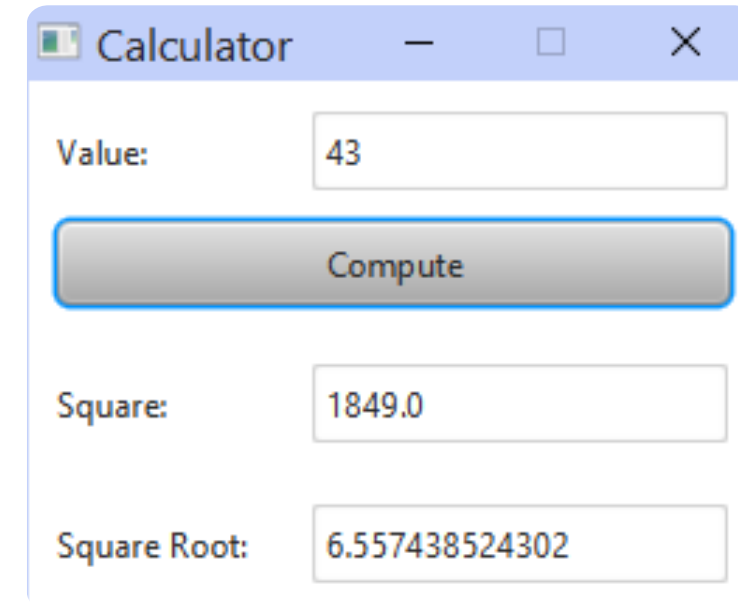 Calculator
Value: 43
Compute
Square: 1849.0
Square Root: 6.557438524302